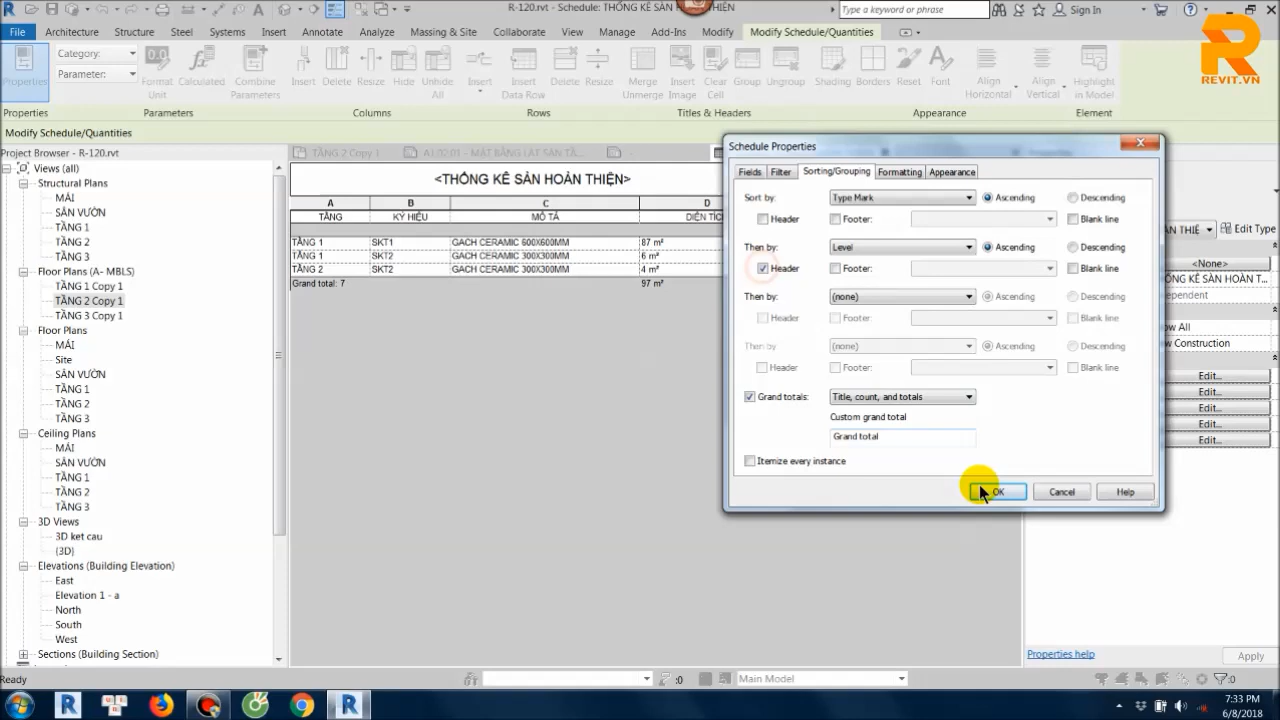 R-120.rvt - Schedule: THỐNG KÊ SÀN HOÀN THIỆN
Type a keyword or phrase
Sign In
File Architecture Structure Steel Systems Insert Annotate Analyze Massing & Site Collaborate View Manage Add-Ins Modify Modify Schedule/Quantities
Category:
Parameter:
Properties
Format Unit
Calculated
Combine Parameters
Insert
Delete
Resize
Hide
Unhide All
Insert
Insert Data Row
Delete
Resize
Merge Unmerge
Insert Image
Clear Cell
Group
Ungroup
Shading
Borders
Reset
Font
Align Horizontal
Align Vertical
Highlight in Model
REVIT.VN
Properties
Parameters
Columns
Rows
Titles & Headers
Appearance
Element
Modify Schedule/Quantities
Project Browser - R-120.rvt
Views (all)
Structural Plans
MÁI
SÂN VƯỜN
TẦNG 1
TẦNG 2
TẦNG 3
Floor Plans (A- MBLS)
TẦNG 1 Copy 1
TẦNG 2 Copy 1
TẦNG 3 Copy 1
Floor Plans
MÁI
Site
SÂN VƯỜN
TẦNG 1
TẦNG 2
TẦNG 3
Ceiling Plans
MÁI
SÂN VƯỜN
TẦNG 1
TẦNG 2
TẦNG 3
3D Views
3D ket cau
{3D}
Elevations (Building Elevation)
East
Elevation 1 - a
North
South
West
Sections (Building Section)
TẦNG 2 Copy 1
<THỐNG KÊ SÀN HOÀN THIỆN>
A B C D
TẦNG KÝ HIỆU MÔ TẢ DIỆN TÍCH
TẦNG 1 SKT1 GẠCH CERAMIC 600X600MM 87 m²
TẦNG 1 SKT2 GẠCH CERAMIC 300X300MM 6 m²
TẦNG 2 SKT2 GẠCH CERAMIC 300X300MM 4 m²
Grand total: 7 97 m²
Schedule Properties
Fields Filter Sorting/Grouping Formatting Appearance
Sort by: Type Mark Ascending Descending
Header Footer: Blank line
Then by: Level Ascending Descending
Header Footer: Blank line
Then by: (none) Ascending Descending
Header Footer: Blank line
Then by: (none) Ascending Descending
Header Footer: Blank line
Grand totals: Title, count, and totals
Custom grand total
Grand total
Itemize every instance
OK Cancel Help
Edit Type
<None>
Edit...
Edit...
Edit...
Edit...
Edit...
Properties help
Apply
Ready
:0
Main Model
:0
7:33 PM
6/8/2018